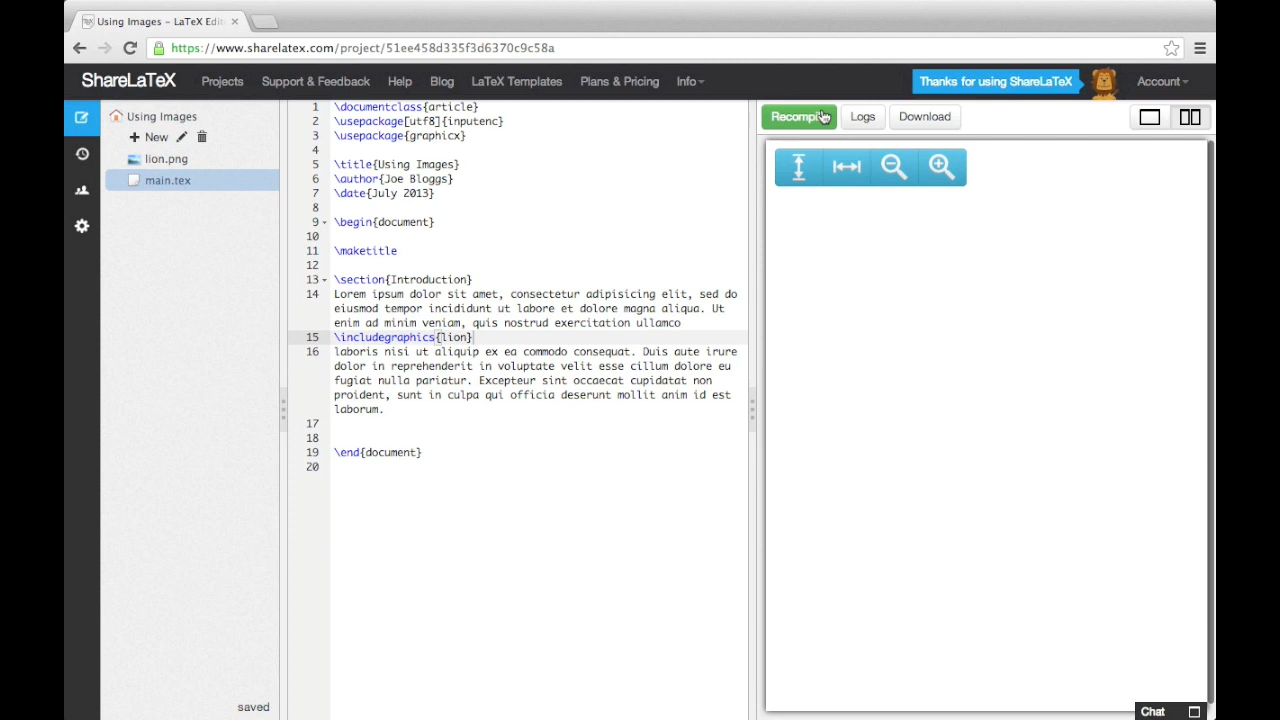 Using Images – LaTeX Edit
https://www.sharelatex.com/project/51ee458d335f3d6370c9c58a
ShareLaTeX Projects Support & Feedback Help Blog LaTeX Templates Plans & Pricing Info Thanks for using ShareLaTeX Account
Using Images
New
lion.png
main.tex
saved
1 \documentclass{article}
2 \usepackage[utf8]{inputenc}
3 \usepackage{graphicx}
4
5 \title{Using Images}
6 \author{Joe Bloggs}
7 \date{July 2013}
8
9 \begin{document}
10
11 \maketitle
12
13 \section{Introduction}
14 Lorem ipsum dolor sit amet, consectetur adipisicing elit, sed do
eiusmod tempor incididunt ut labore et dolore magna aliqua. Ut
enim ad minim veniam, quis nostrud exercitation ullamco
15 \includegraphics{lion}
16 laboris nisi ut aliquip ex ea commodo consequat. Duis aute irure
dolor in reprehenderit in voluptate velit esse cillum dolore eu
fugiat nulla pariatur. Excepteur sint occaecat cupidatat non
proident, sunt in culpa qui officia deserunt mollit anim id est
laborum.
17
18
19 \end{document}
20
Recompile Logs Download
Chat